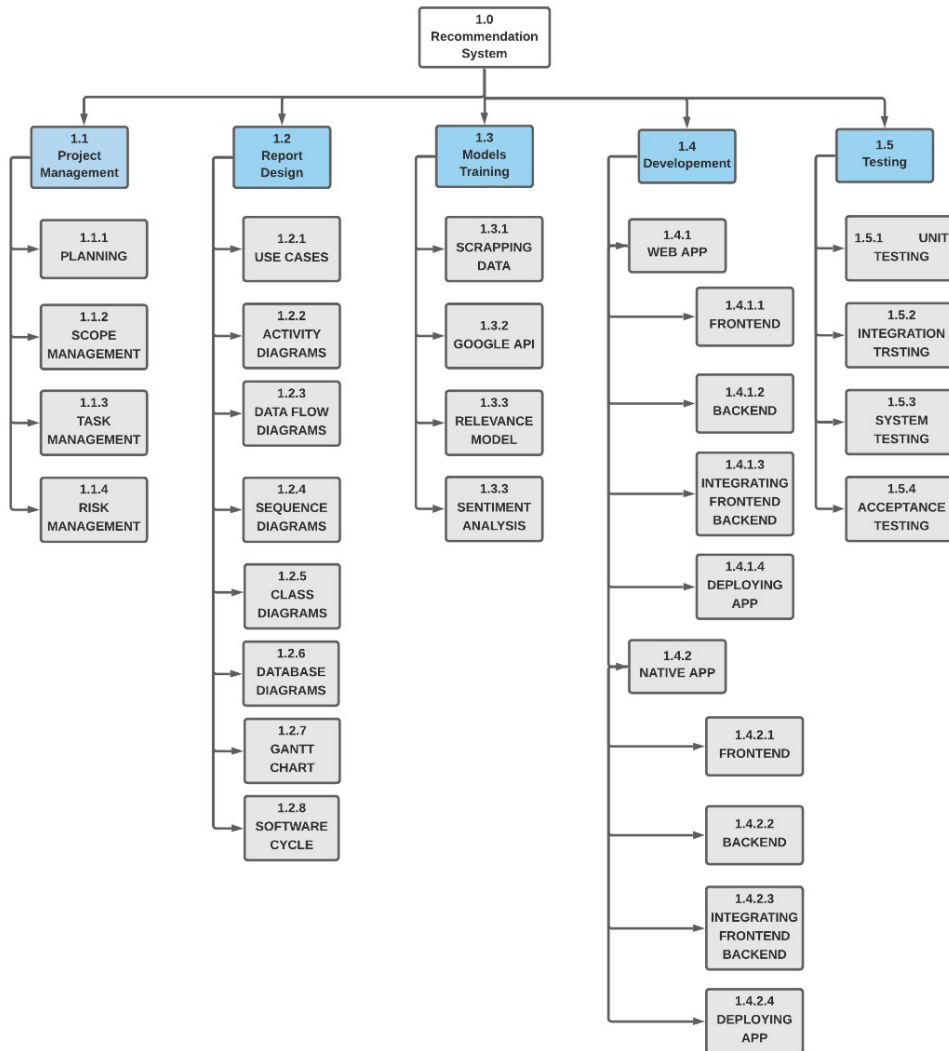 1.0
Recommendation
System
1.1
Project
Management
1.2
Report
Design
1.3
Models
Training
1.4
Developement
1.5
Testing
1.1.1
PLANNING
1.1.2
SCOPE
MANAGEMENT
1.1.3
TASK
MANAGEMENT
1.1.4
RISK
MANAGEMENT
1.2.1
USE CASES
1.2.2
ACTIVITY
DIAGRAMS
1.2.3
DATA FLOW
DIAGRAMS
1.2.4
SEQUENCE
DIAGRAMS
1.2.5
CLASS
DIAGRAMS
1.2.6
DATABASE
DIAGRAMS
1.2.7
GANTT
CHART
1.2.8
SOFTWARE
CYCLE
1.3.1
SCRAPPING
DATA
1.3.2
GOOGLE API
1.3.3
RELEVANCE
MODEL
1.3.3
SENTIMENT
ANALYSIS
1.4.1
WEB APP
1.4.1.1
FRONTEND
1.4.1.2
BACKEND
1.4.1.3
INTEGRATING
FRONTEND
BACKEND
1.4.1.4
DEPLOYING
APP
1.4.2
NATIVE APP
1.4.2.1
FRONTEND
1.4.2.2
BACKEND
1.4.2.3
INTEGRATING
FRONTEND
BACKEND
1.4.2.4
DEPLOYING
APP
1.5.1 UNIT
TESTING
1.5.2
INTEGRATION
TRSTING
1.5.3
SYSTEM
TESTING
1.5.4
ACCEPTANCE
TESTING